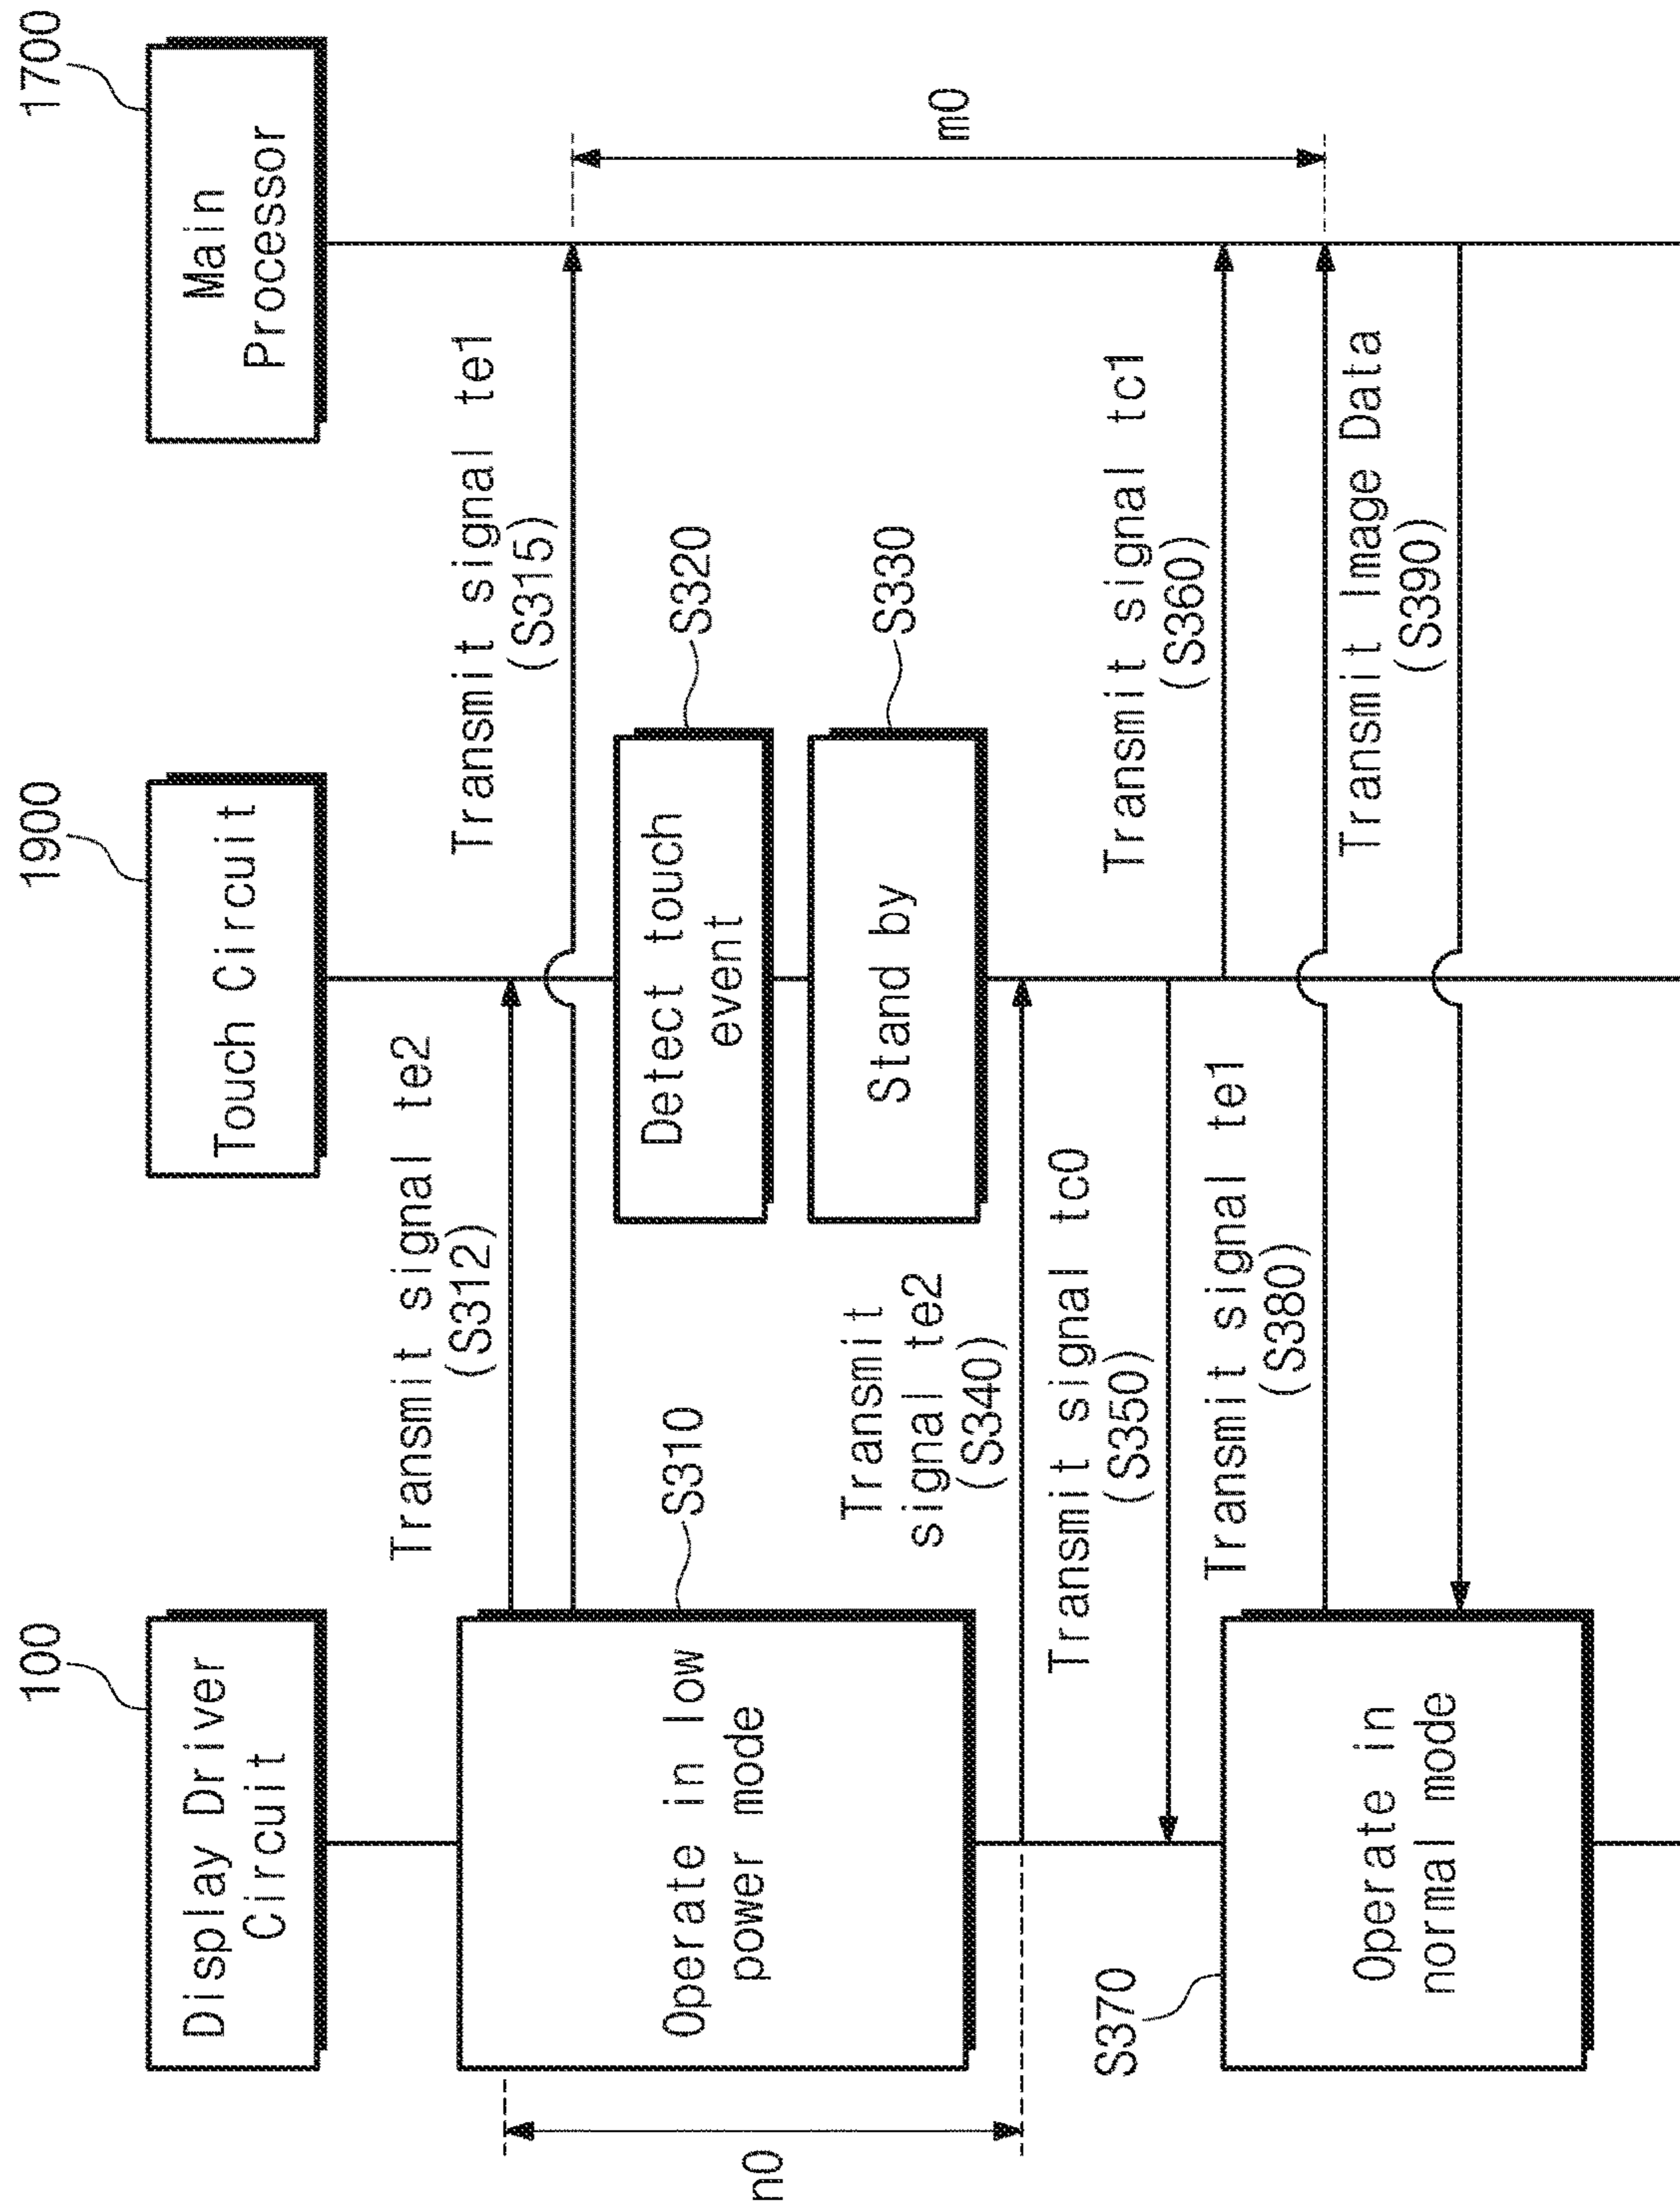 100
Display Driver
Circuit
1900
Touch Circuit
1700
Main
Processor
Transmit signal te2
(S312)
Transmit signal te1
(S315)
Operate in low
power mode
S310
n0
Detect touch
event
S320
Stand by
S330
m0
Transmit
signal te2
(S340)
Transmit signal tc0
(S350)
Transmit signal tc1
(S360)
Operate in
normal mode
S370
Transmit signal te1
(S380)
Transmit Image Data
(S390)